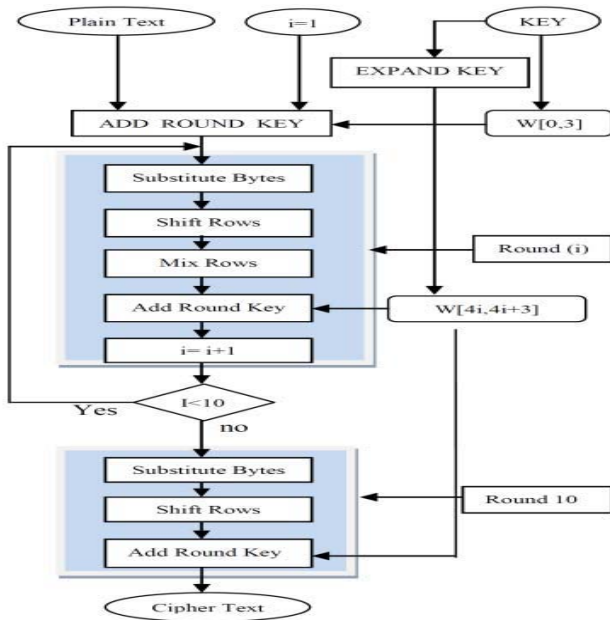 Plain Text
i=1
KEY
EXPAND KEY
ADD ROUND KEY
W[0,3]
Substitute Bytes
Shift Rows
Mix Rows
Round (i)
Add Round Key
W[4i,4i+3]
i= i+1
I<10
Yes
no
Substitute Bytes
Shift Rows
Round 10
Add Round Key
Cipher Text